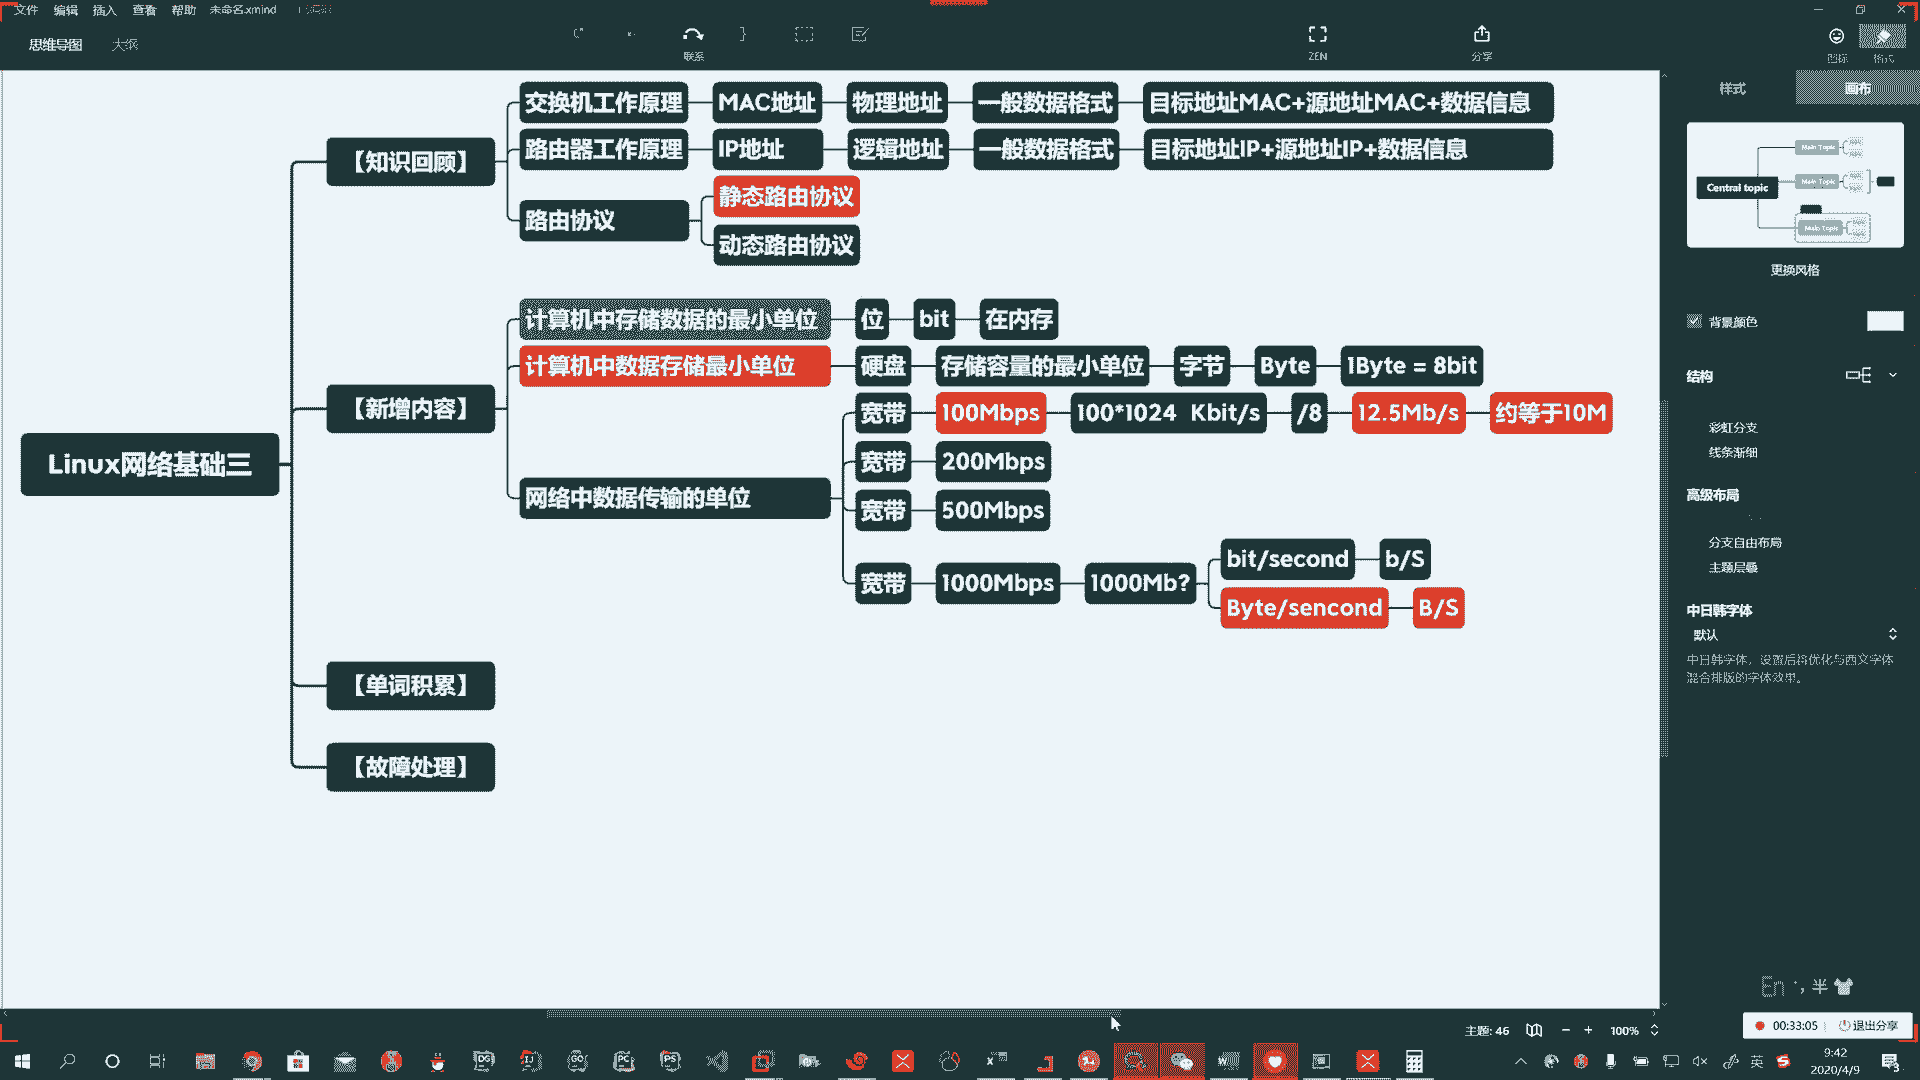 文件 编辑 插入 查看 帮助 未命名.xmind
思维导图 大纲
联系 ZEN 分享 图标 格式
样式 画布
交换机工作原理 MAC地址 物理地址 一般数据格式 目标地址MAC+源地址MAC+数据信息
路由器工作原理 IP地址 逻辑地址 一般数据格式 目标地址IP+源地址IP+数据信息
【知识回顾】
静态路由协议
路由协议
动态路由协议
计算机中存储数据的最小单位 位 bit 在内存
计算机中数据存储最小单位 硬盘 存储容量的最小单位 字节 Byte 1Byte = 8bit
【新增内容】
宽带 100Mbps 100*1024 Kbit/s /8 12.5Mb/s 约等于10M
Linux网络基础三
宽带 200Mbps
网络中数据传输的单位
宽带 500Mbps
bit/second b/S
宽带 1000Mbps 1000Mb?
Byte/sencond B/S
【单词积累】
【故障处理】
Central topic
Main Topic
Main Topic
Main Topic
更换风格
背景颜色
结构
彩虹分支
线条渐细
高级布局
分支自由布局
主题层叠
中日韩字体
默认
中日韩字体，设置后将优化与西文字体
混合排版的字体效果。
En 半
00:33:05 退出分享
主题: 46 100%
英
9:42
2020/4/9